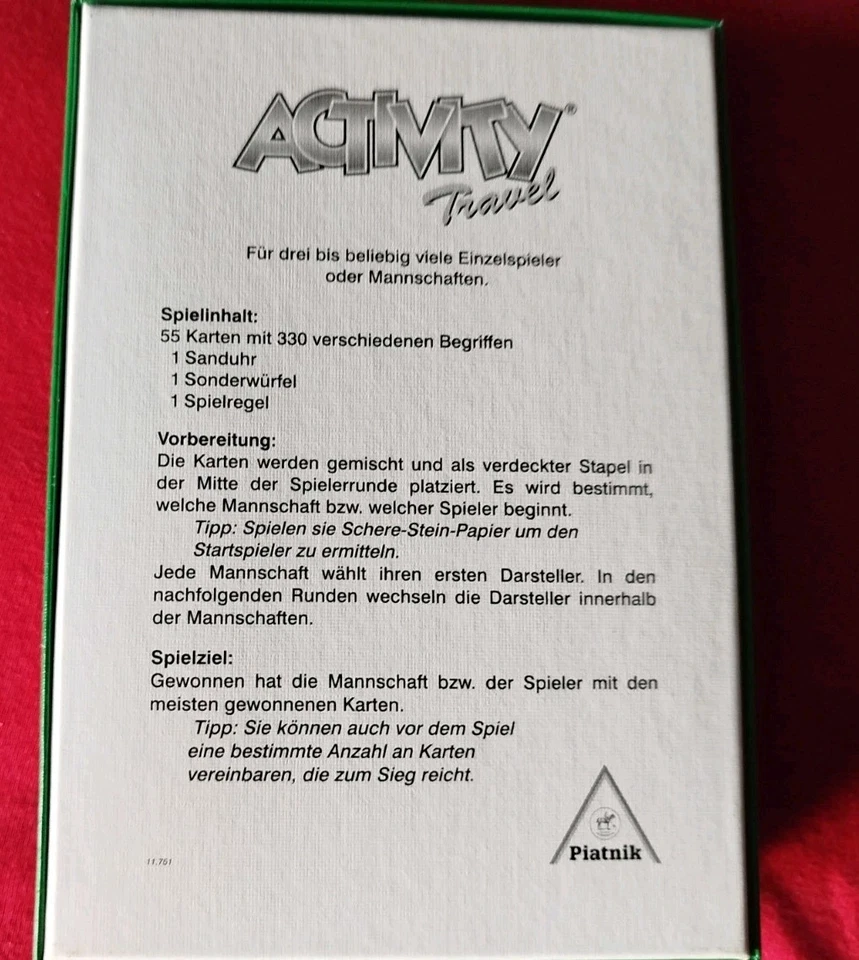 ACTIVITY®
Travel
Für drei bis beliebig viele Einzelspieler
oder Mannschaften.
Spielinhalt:
55 Karten mit 330 verschiedenen Begriffen
1 Sanduhr
1 Sonderwürfel
1 Spielregel
Vorbereitung:
Die Karten werden gemischt und als verdeckter Stapel in
der Mitte der Spielerrunde platziert. Es wird bestimmt,
welche Mannschaft bzw. welcher Spieler beginnt.
Tipp: Spielen sie Schere-Stein-Papier um den
Startspieler zu ermitteln.
Jede Mannschaft wählt ihren ersten Darsteller. In den
nachfolgenden Runden wechseln die Darsteller innerhalb
der Mannschaften.
Spielziel:
Gewonnen hat die Mannschaft bzw. der Spieler mit den
meisten gewonnenen Karten.
Tipp: Sie können auch vor dem Spiel
eine bestimmte Anzahl an Karten
vereinbaren, die zum Sieg reicht.
Piatnik
11.761